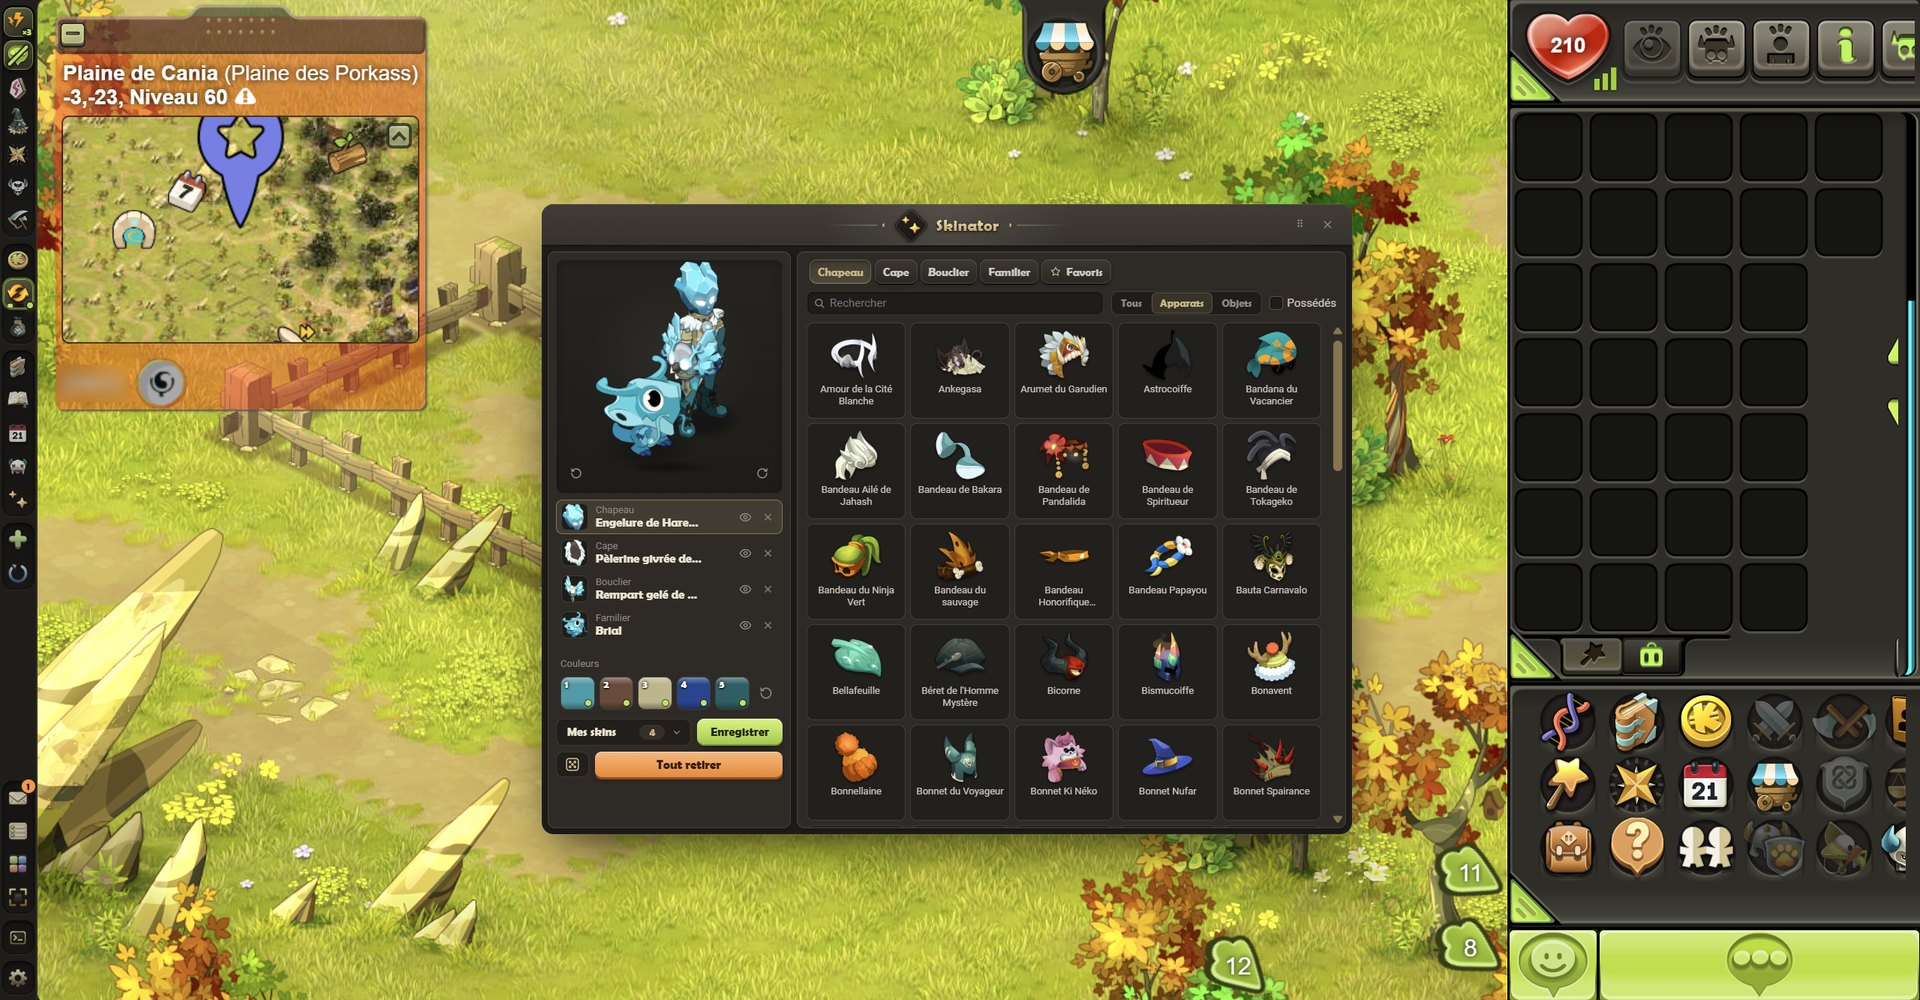 ×3
Plaine de Cania (Plaine des Porkass)
-3,-23, Niveau 60
7
21
1
Skinator
Chapeau
Engelure de Hare...
Cape
Pèlerine givrée de...
Bouclier
Rempart gelé de ...
Familier
Brial
Couleurs
1 2 3 4 5
Mes skins 4 Enregistrer
Tout retirer
Chapeau Cape Bouclier Familier Favoris
Rechercher Tous Apparats Objets Possédés
Amour de la Cité
Blanche
Ankegasa
Arumet du Garudien
Astrocoiffe
Bandana du
Vacancier
Bandeau Ailé de
Jahash
Bandeau de Bakara
Bandeau de
Pandalida
Bandeau de
Spiritueur
Bandeau de
Tokageko
Bandeau du Ninja
Vert
Bandeau du
sauvage
Bandeau
Honorifique...
Bandeau Papayou
Bauta Carnavalo
Bellafeuille
Béret de l'Homme
Mystère
Bicorne
Bismucoiffe
Bonavent
Bonnellaine
Bonnet du Voyageur
Bonnet Ki Néko
Bonnet Nufar
Bonnet Spairance
11
8
12
210
21